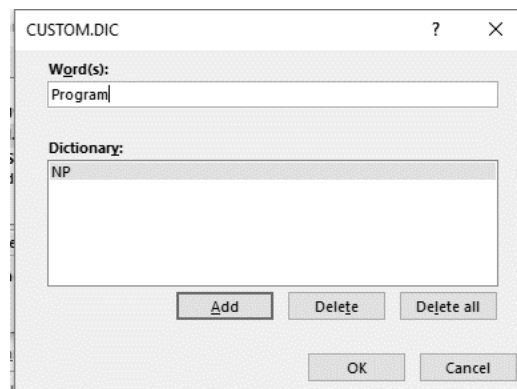 CUSTOM.DIC ? X
Word(s):
Program
Dictionary:
NP
Add Delete Delete all
OK Cancel